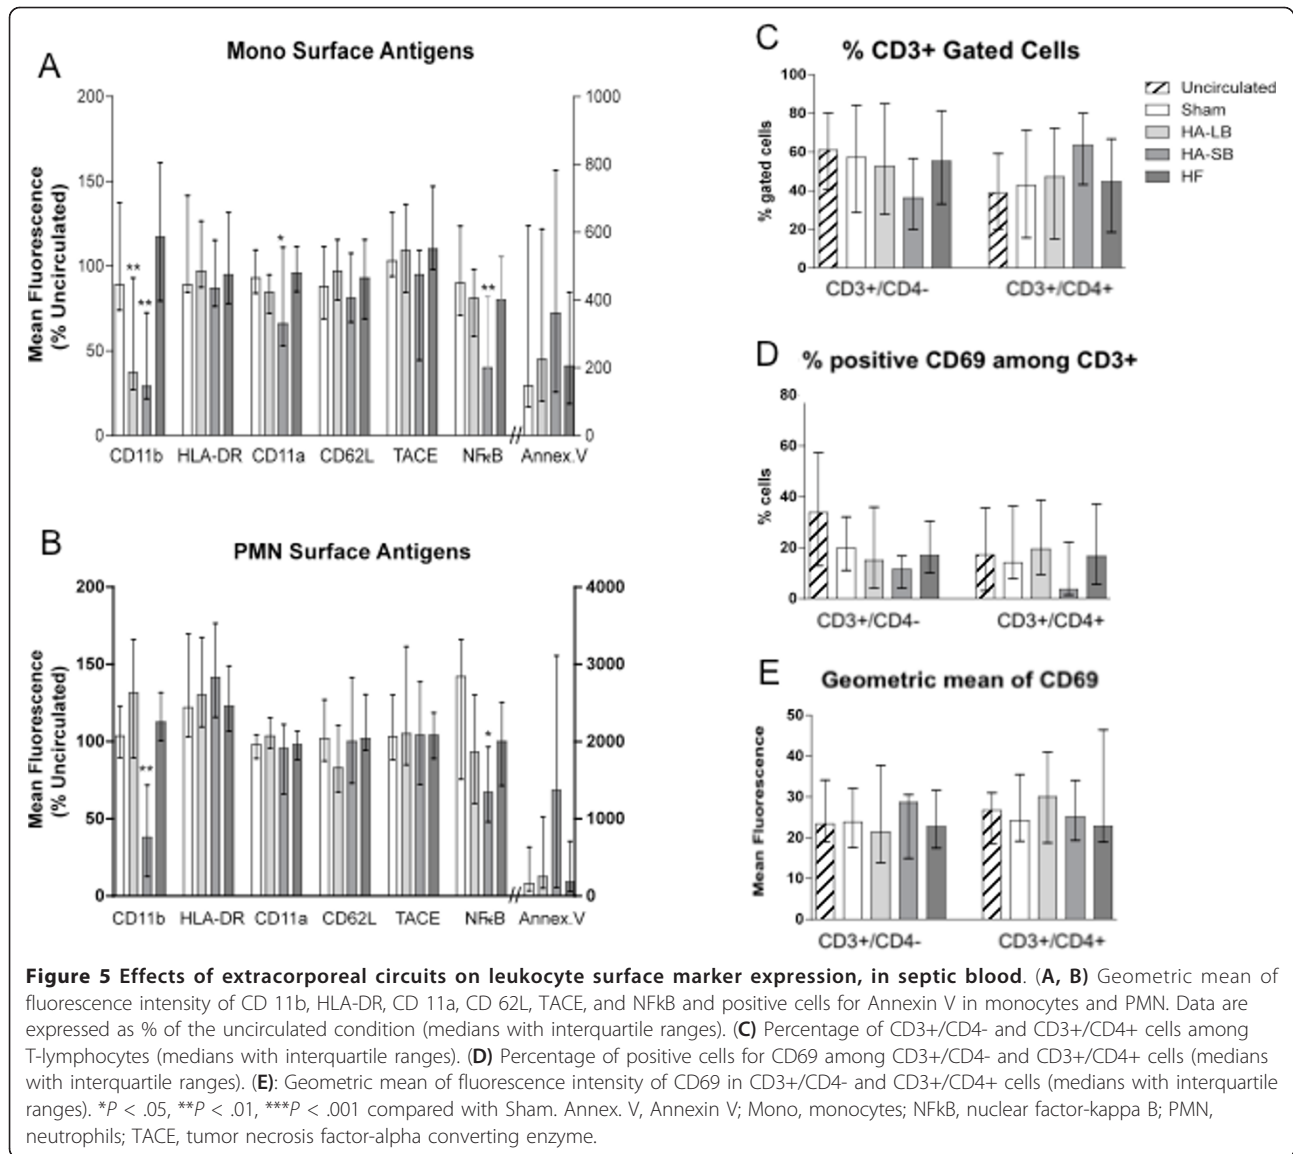 A
Mono Surface Antigens
Mean Fluorescence
(% Uncirculated)
200
150
100
50
0
1000
800
600
400
200
0
** ** * **
CD11b HLA-DR CD11a CD62L TACE NFκB Annex.V
B
PMN Surface Antigens
Mean Fluorescence
(% Uncirculated)
200
150
100
50
0
4000
3000
2000
1000
0
** *
CD11b HLA-DR CD11a CD62L TACE NFκB Annex.V
C
% CD3+ Gated Cells
% gated cells
100
80
60
40
20
0
CD3+/CD4- CD3+/CD4+
Uncirculated
Sham
HA-LB
HA-SB
HF
D
% positive CD69 among CD3+
% cells
80
60
40
20
0
CD3+/CD4- CD3+/CD4+
E
Geometric mean of CD69
Mean Fluorescence
50
40
30
20
10
0
CD3+/CD4- CD3+/CD4+
Figure 5 Effects of extracorporeal circuits on leukocyte surface marker expression, in septic blood. (A, B) Geometric mean of
fluorescence intensity of CD 11b, HLA-DR, CD 11a, CD 62L, TACE, and NFkB and positive cells for Annexin V in monocytes and PMN. Data are
expressed as % of the uncirculated condition (medians with interquartile ranges). (C) Percentage of CD3+/CD4- and CD3+/CD4+ cells among
T-lymphocytes (medians with interquartile ranges). (D) Percentage of positive cells for CD69 among CD3+/CD4- and CD3+/CD4+ cells (medians
with interquartile ranges). (E): Geometric mean of fluorescence intensity of CD69 in CD3+/CD4- and CD3+/CD4+ cells (medians with interquartile
ranges). *P < .05, **P < .01, ***P < .001 compared with Sham. Annex. V, Annexin V; Mono, monocytes; NFkB, nuclear factor-kappa B; PMN,
neutrophils; TACE, tumor necrosis factor-alpha converting enzyme.